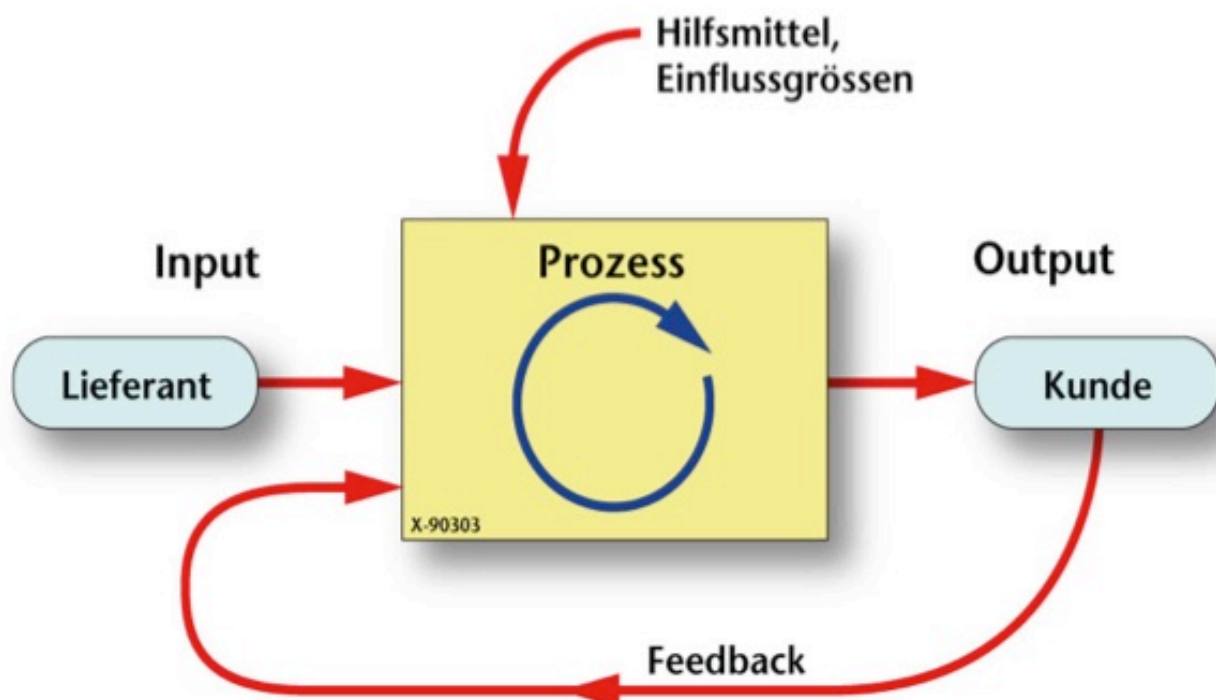 Hilfsmittel,
Einflussgrössen
Input
Prozess
Output
Lieferant
Kunde
X-90303
Feedback